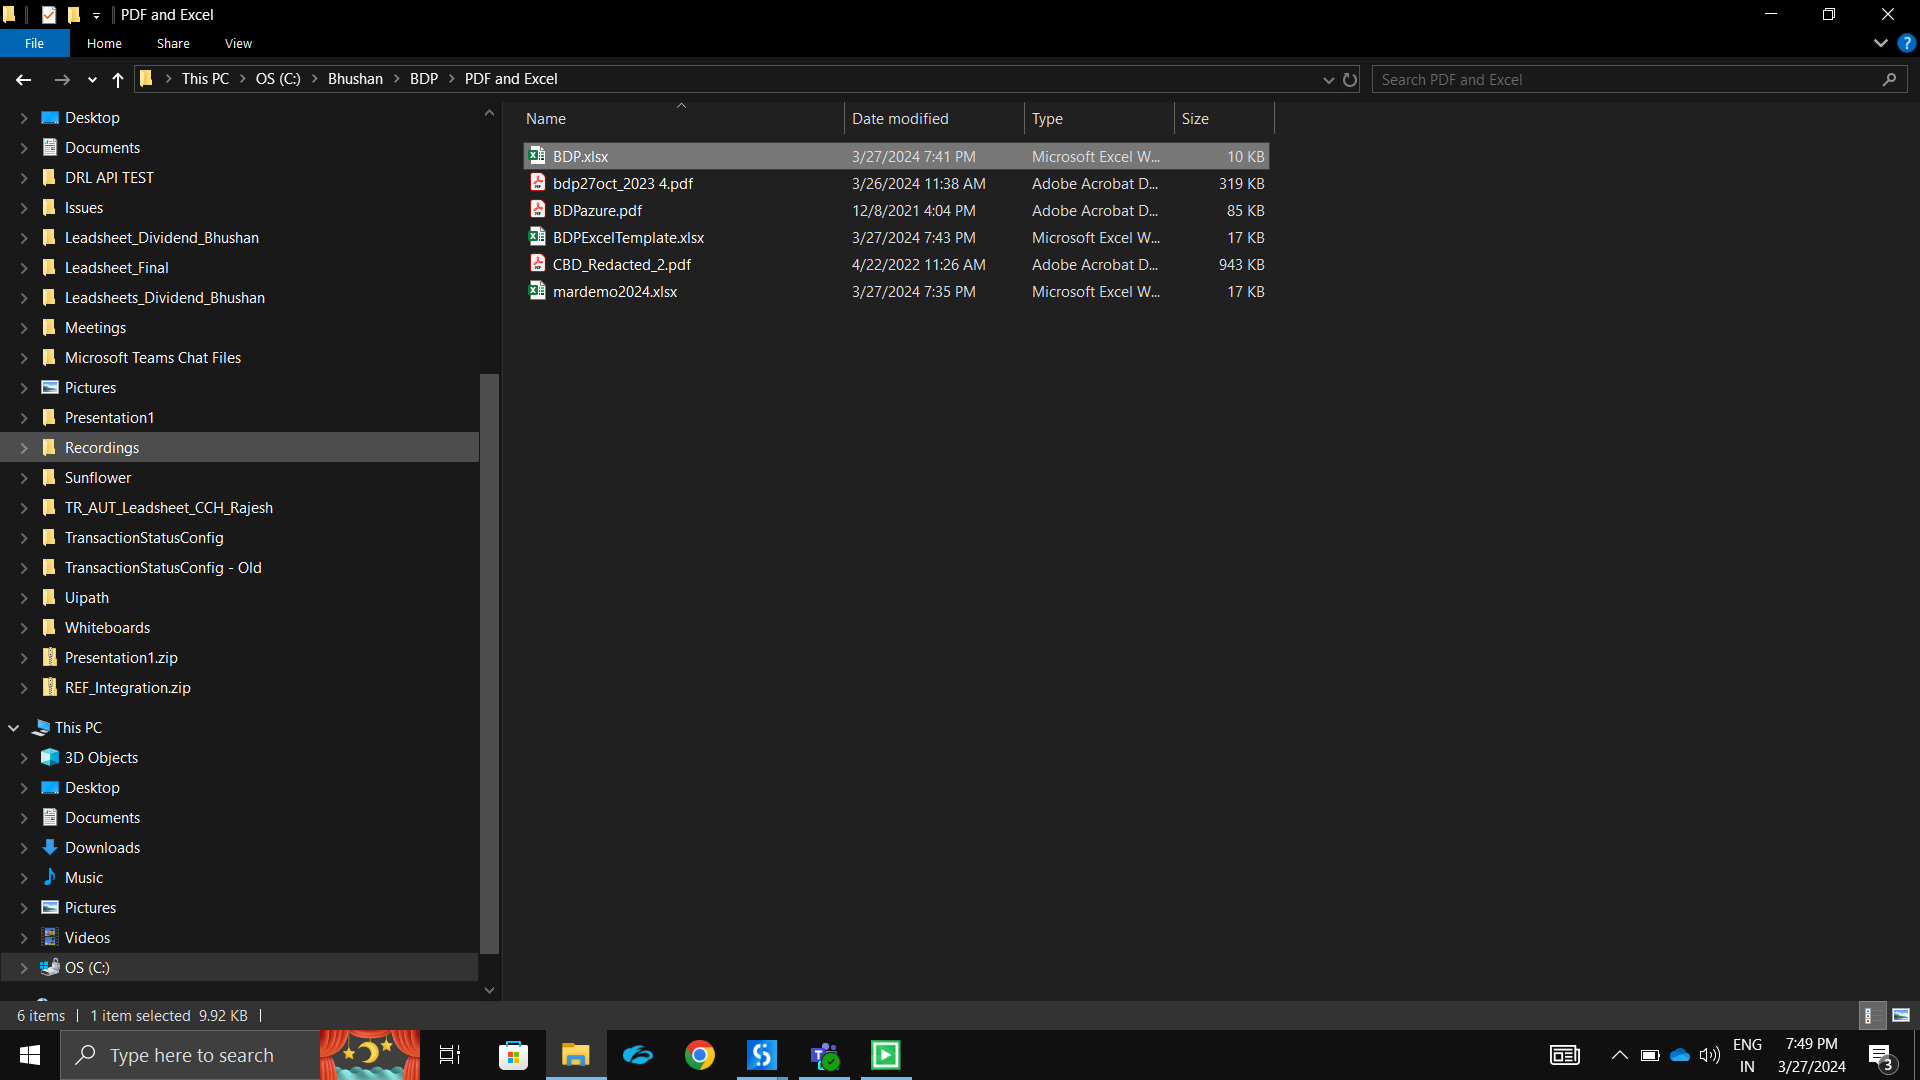 PDF and Excel
File Home Share View
This PC OS (C:) Bhushan BDP PDF and Excel
Search PDF and Excel
Desktop
Documents
DRL API TEST
Issues
Leadsheet_Dividend_Bhushan
Leadsheet_Final
Leadsheets_Dividend_Bhushan
Meetings
Microsoft Teams Chat Files
Pictures
Presentation1
Recordings
Sunflower
TR_AUT_Leadsheet_CCH_Rajesh
TransactionStatusConfig
TransactionStatusConfig - Old
Uipath
Whiteboards
Presentation1.zip
REF_Integration.zip
This PC
3D Objects
Desktop
Documents
Downloads
Music
Pictures
Videos
OS (C:)
Name Date modified Type Size
BDP.xlsx 3/27/2024 7:41 PM Microsoft Excel W... 10 KB
bdp27oct_2023 4.pdf 3/26/2024 11:38 AM Adobe Acrobat D... 319 KB
BDPazure.pdf 12/8/2021 4:04 PM Adobe Acrobat D... 85 KB
BDPExcelTemplate.xlsx 3/27/2024 7:43 PM Microsoft Excel W... 17 KB
CBD_Redacted_2.pdf 4/22/2022 11:26 AM Adobe Acrobat D... 943 KB
mardemo2024.xlsx 3/27/2024 7:35 PM Microsoft Excel W... 17 KB
6 items 1 item selected 9.92 KB
Type here to search
ENG
IN
7:49 PM
3/27/2024
3